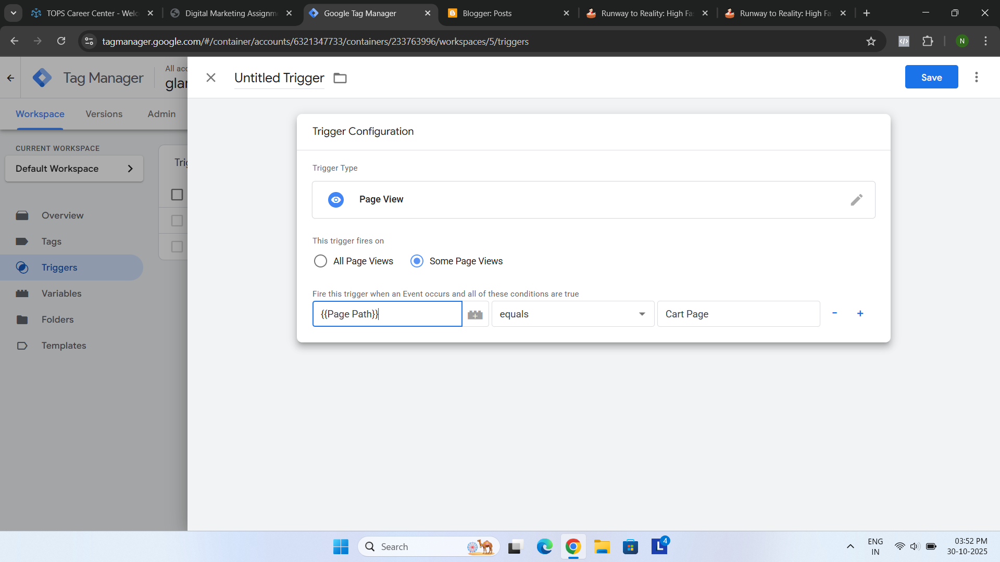 TOPS Career Center - Welc
Digital Marketing Assignm
Google Tag Manager
Blogger: Posts
Runway to Reality: High Fa
Runway to Reality: High Fa
tagmanager.google.com/#/container/accounts/6321347733/containers/233763996/workspaces/5/triggers
N
Tag Manager
All acc
glar
Untitled Trigger
Save
Workspace
Versions
Admin
Trigger Configuration
CURRENT WORKSPACE
Default Workspace
Trig
Trigger Type
Page View
Overview
Tags
Triggers
Variables
Folders
Templates
This trigger fires on
All Page Views
Some Page Views
Fire this trigger when an Event occurs and all of these conditions are true
{{Page Path}}
equals
Cart Page
- +
Search
L
4
ENG
IN
03:52 PM
30-10-2025